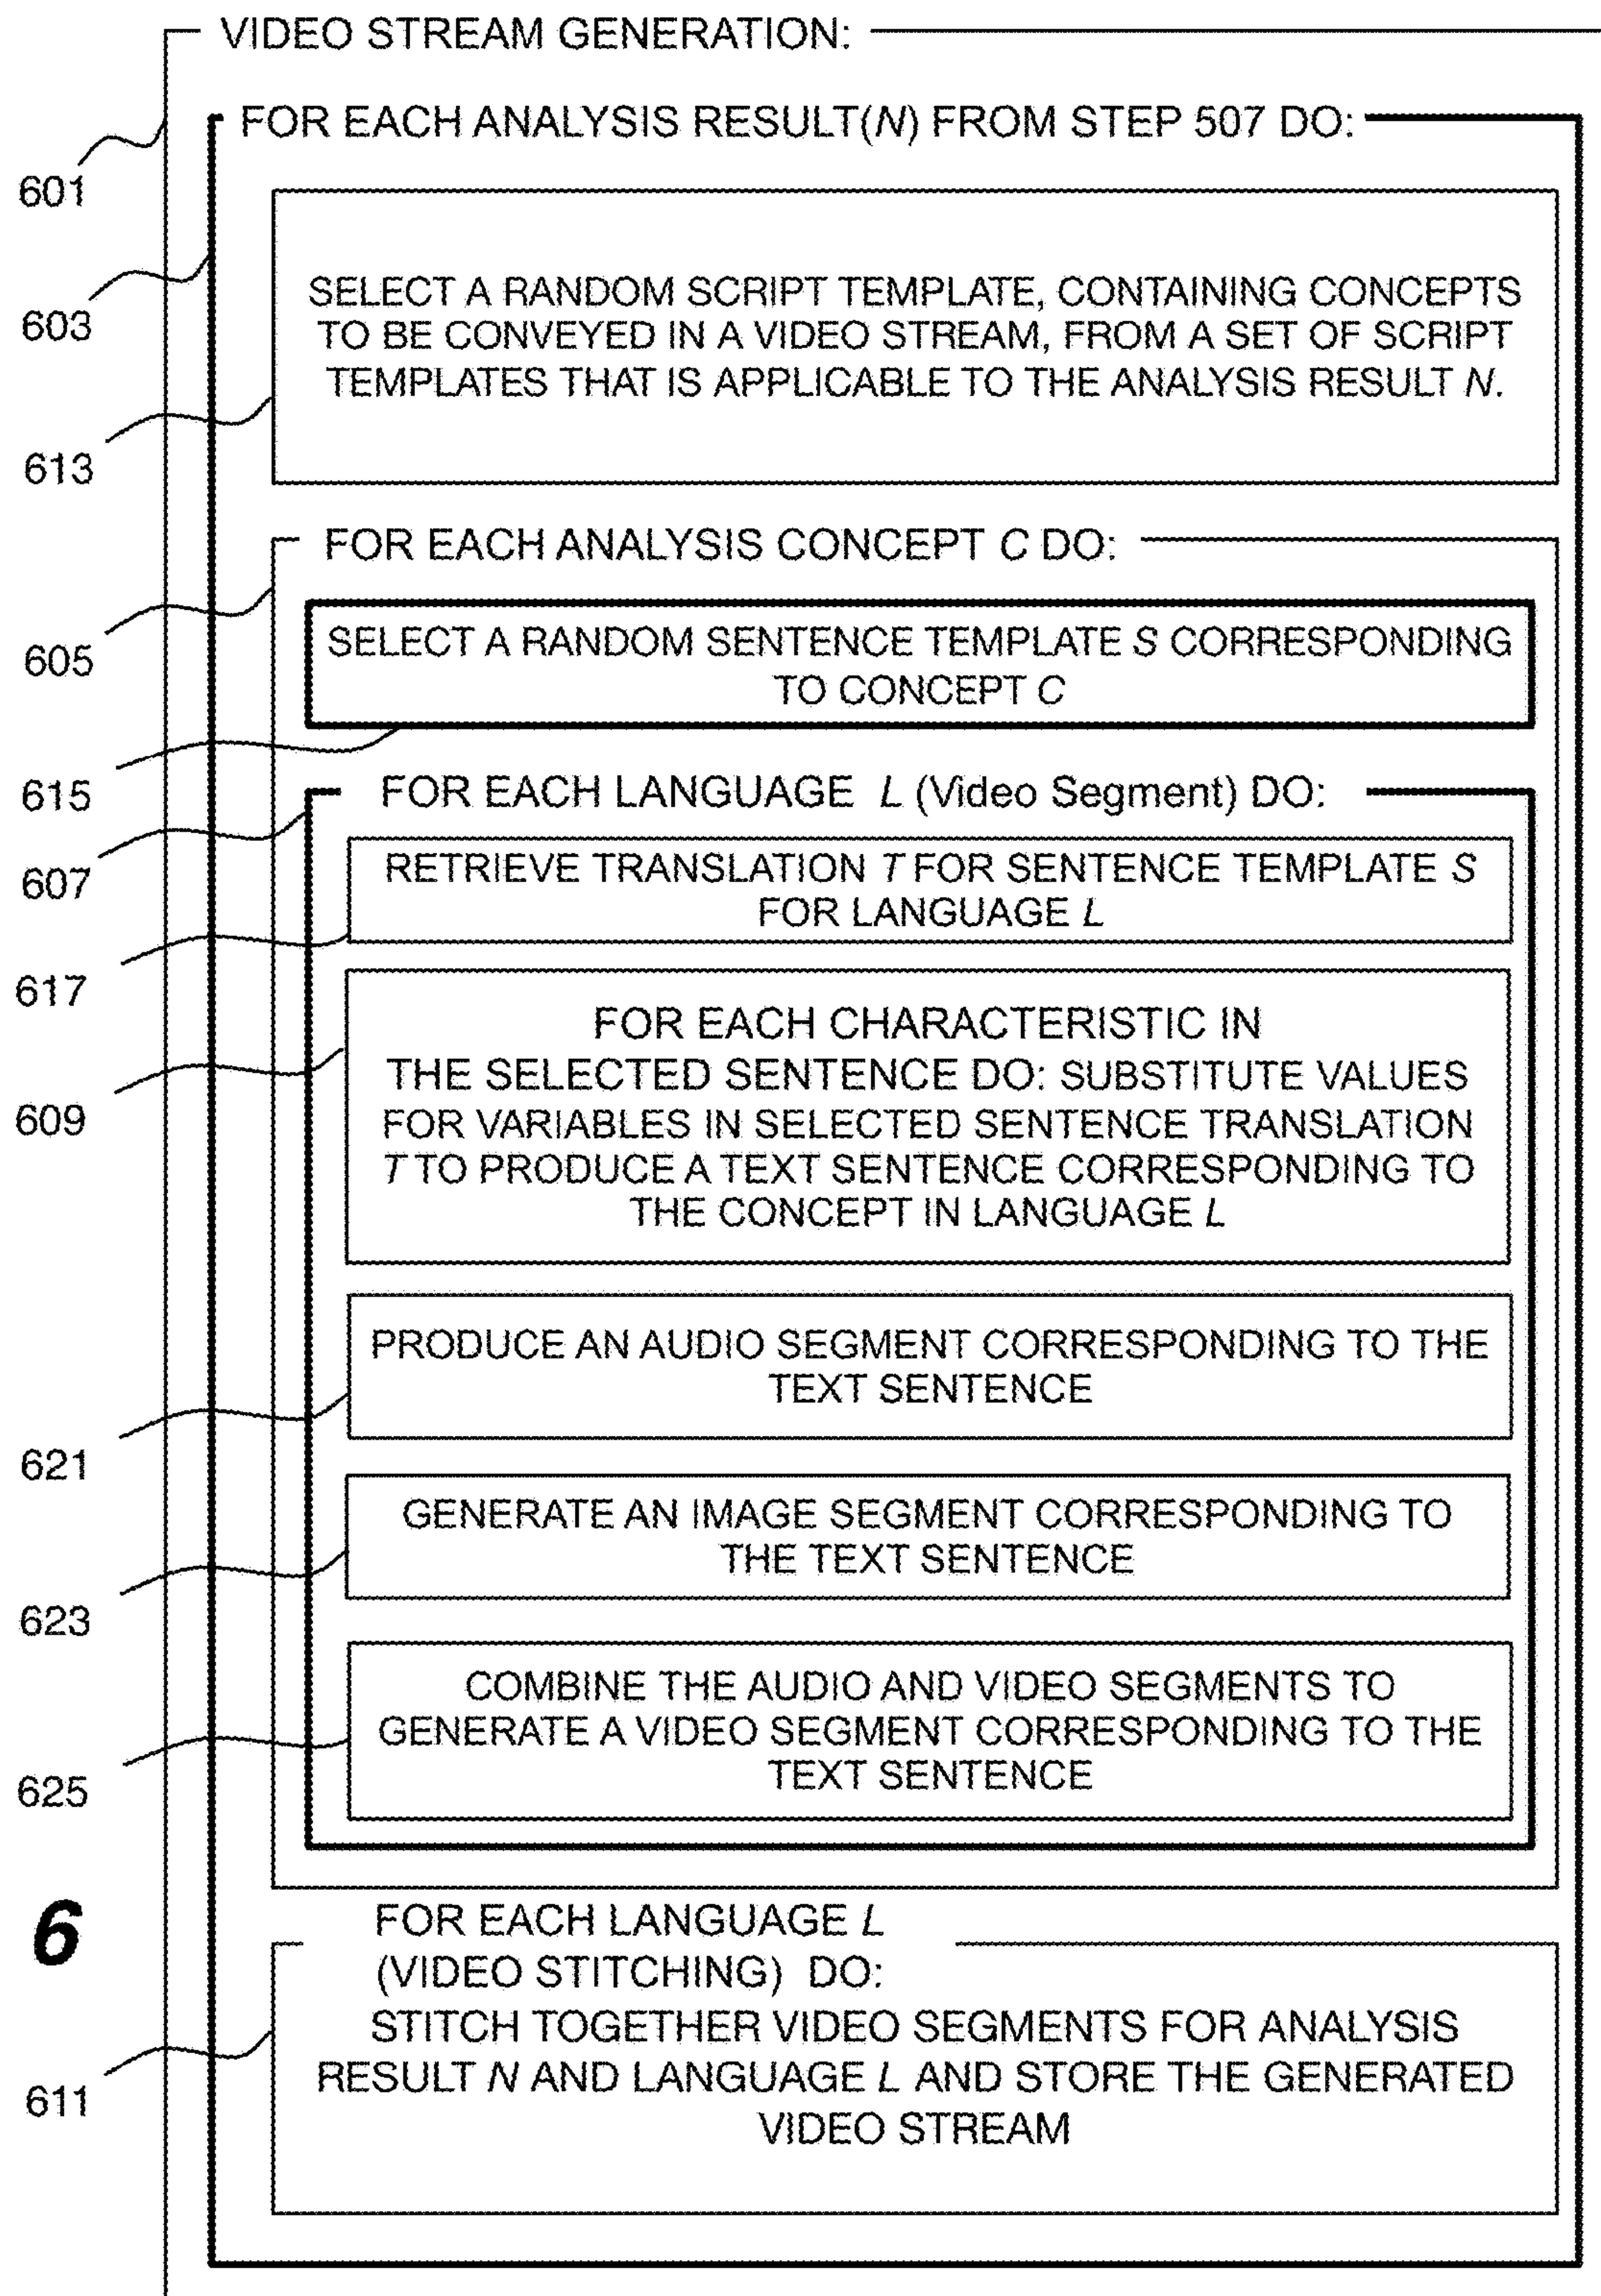 VIDEO STREAM GENERATION:
FOR EACH ANALYSIS RESULT(N) FROM STEP 507 DO:
601
SELECT A RANDOM SCRIPT TEMPLATE, CONTAINING CONCEPTS
TO BE CONVEYED IN A VIDEO STREAM, FROM A SET OF SCRIPT
TEMPLATES THAT IS APPLICABLE TO THE ANALYSIS RESULT N.
603
613
FOR EACH ANALYSIS CONCEPT C DO:
SELECT A RANDOM SENTENCE TEMPLATE S CORRESPONDING
TO CONCEPT C
605
615
FOR EACH LANGUAGE L (Video Segment) DO:
RETRIEVE TRANSLATION T FOR SENTENCE TEMPLATE S
FOR LANGUAGE L
607
617
FOR EACH CHARACTERISTIC IN
THE SELECTED SENTENCE DO: SUBSTITUTE VALUES
FOR VARIABLES IN SELECTED SENTENCE TRANSLATION
T TO PRODUCE A TEXT SENTENCE CORRESPONDING TO
THE CONCEPT IN LANGUAGE L
609
PRODUCE AN AUDIO SEGMENT CORRESPONDING TO THE
TEXT SENTENCE
621
GENERATE AN IMAGE SEGMENT CORRESPONDING TO
THE TEXT SENTENCE
623
COMBINE THE AUDIO AND VIDEO SEGMENTS TO
GENERATE A VIDEO SEGMENT CORRESPONDING TO THE
TEXT SENTENCE
625
6
FOR EACH LANGUAGE L
(VIDEO STITCHING) DO:
STITCH TOGETHER VIDEO SEGMENTS FOR ANALYSIS
RESULT N AND LANGUAGE L AND STORE THE GENERATED
VIDEO STREAM
611